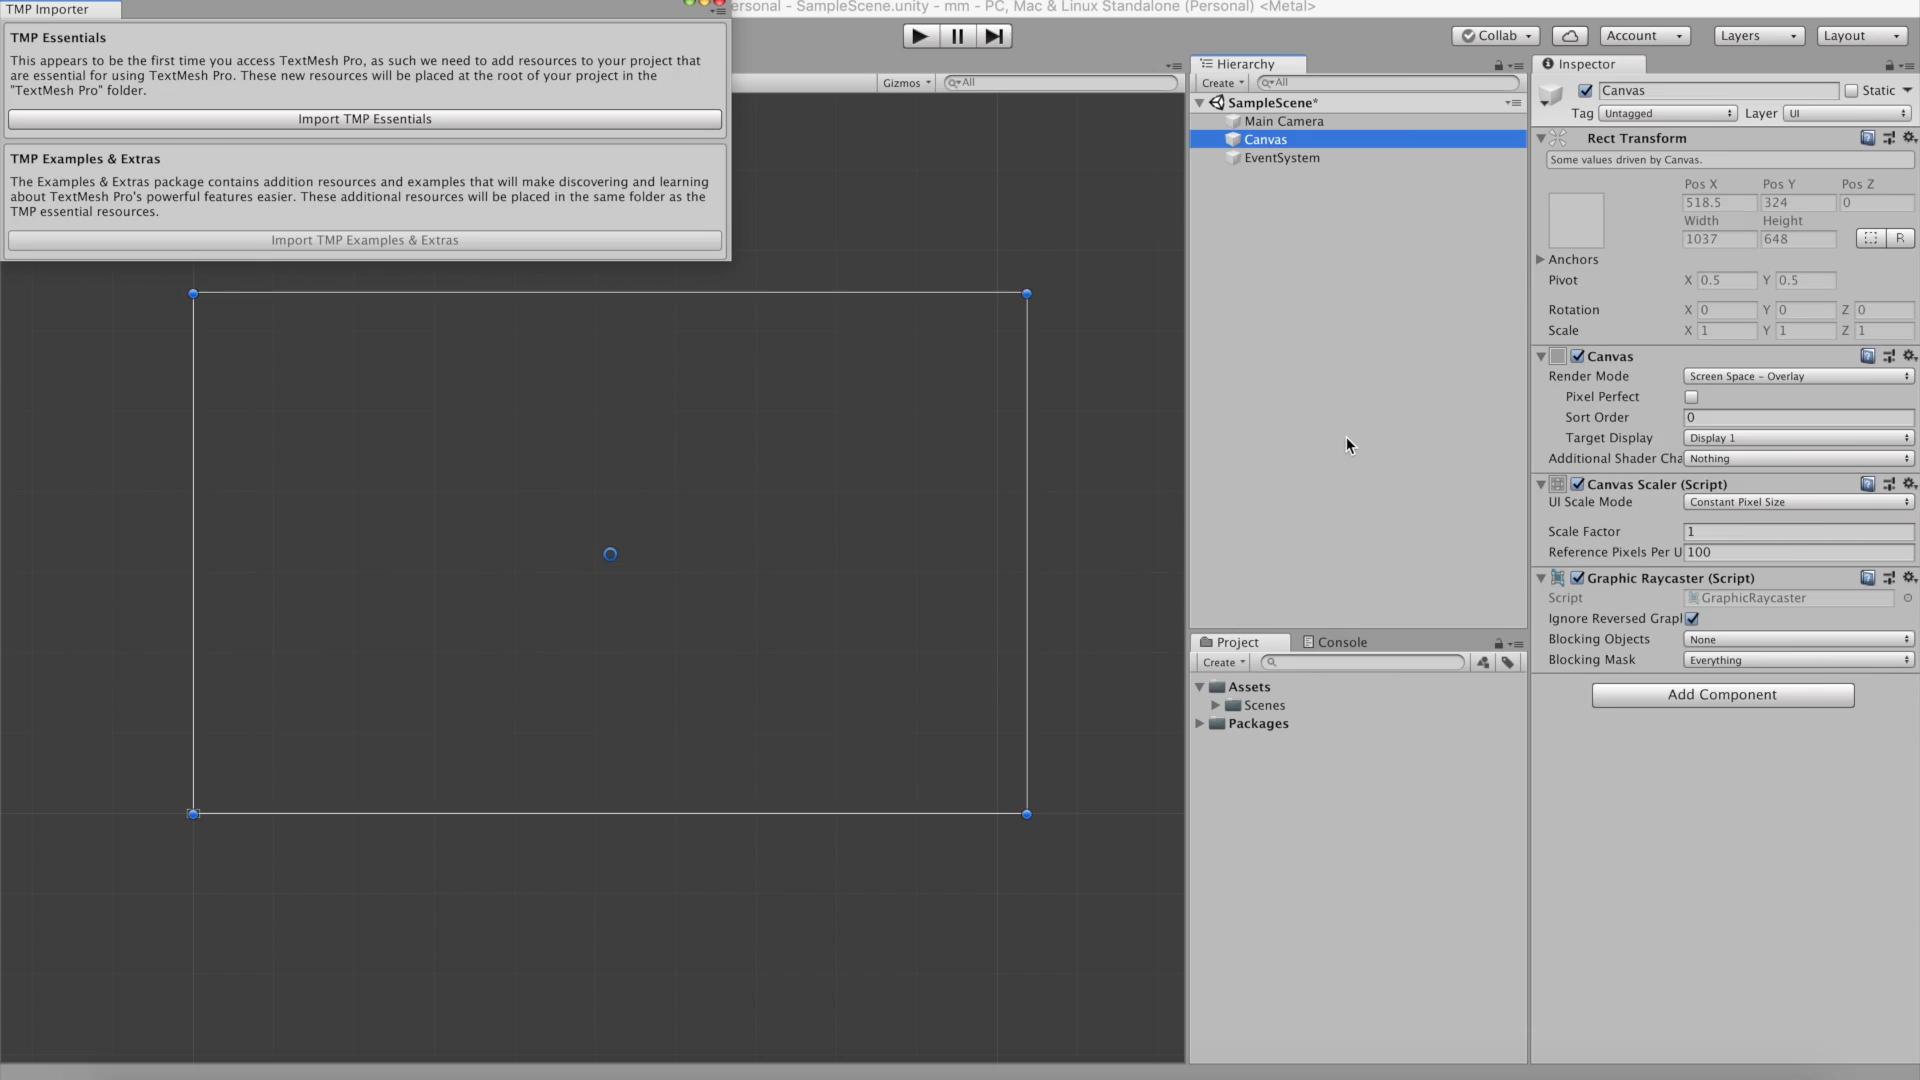 TMP Importer
TMP Essentials
This appears to be the first time you access TextMesh Pro, as such we need to add resources to your project that
are essential for using TextMesh Pro. These new resources will be placed at the root of your project in the
"TextMesh Pro" folder.
Import TMP Essentials
TMP Examples & Extras
The Examples & Extras package contains addition resources and examples that will make discovering and learning
about TextMesh Pro's powerful features easier. These additional resources will be placed in the same folder as the
TMP essential resources.
Import TMP Examples & Extras
ersonal - SampleScene.unity - mm - PC, Mac & Linux Standalone (Personal) <Metal>
Collab
Account
Layers
Layout
Gizmos
All
Hierarchy
Create
All
SampleScene*
Main Camera
Canvas
EventSystem
Project
Console
Create
Assets
Scenes
Packages
Inspector
Canvas
Static
Tag Untagged Layer UI
Rect Transform
Some values driven by Canvas.
Pos X Pos Y Pos Z
518.5 324 0
Width Height
1037 648
R
Anchors
Pivot X 0.5 Y 0.5
Rotation X 0 Y 0 Z 0
Scale X 1 Y 1 Z 1
Canvas
Render Mode Screen Space - Overlay
Pixel Perfect
Sort Order 0
Target Display Display 1
Additional Shader Cha Nothing
Canvas Scaler (Script)
UI Scale Mode Constant Pixel Size
Scale Factor 1
Reference Pixels Per U 100
Graphic Raycaster (Script)
Script GraphicRaycaster
Ignore Reversed Grapl
Blocking Objects None
Blocking Mask Everything
Add Component